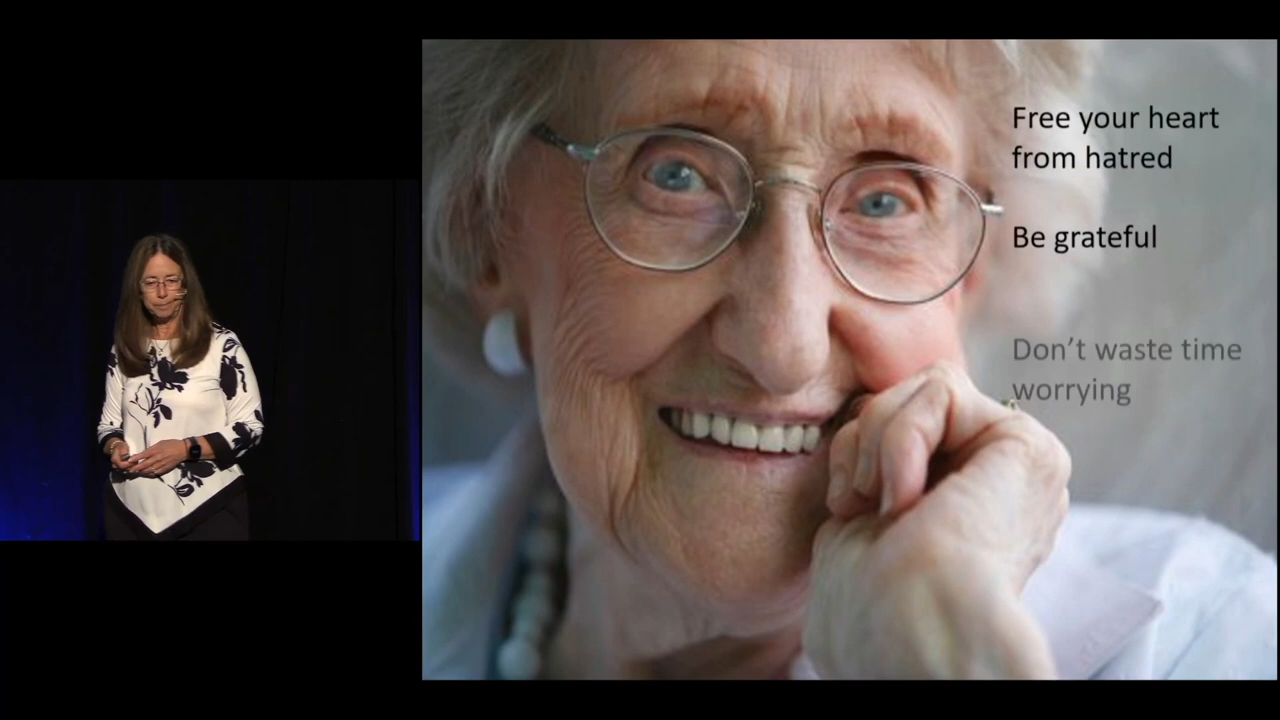 Free your heart
from hatred
Be grateful
Don't waste time
worrying